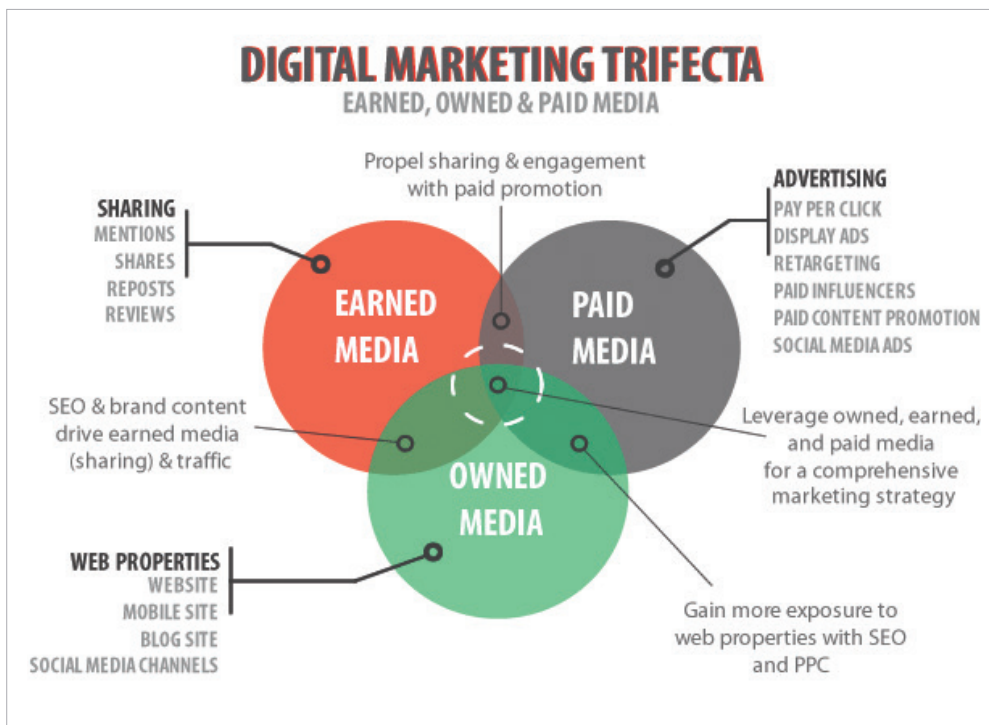 DIGITAL MARKETING TRIFECTA
EARNED, OWNED & PAID MEDIA
Propel sharing & engagement
with paid promotion
SHARING
MENTIONS
SHARES
REPOSTS
REVIEWS
ADVERTISING
PAY PER CLICK
DISPLAY ADS
RETARGETING
PAID INFLUENCERS
PAID CONTENT PROMOTION
SOCIAL MEDIA ADS
EARNED
MEDIA
PAID
MEDIA
SEO & brand content
drive earned media
(sharing) & traffic
Leverage owned, earned,
and paid media
for a comprehensive
marketing strategy
OWNED
MEDIA
WEB PROPERTIES
WEBSITE
MOBILE SITE
BLOG SITE
SOCIAL MEDIA CHANNELS
Gain more exposure to
web properties with SEO
and PPC